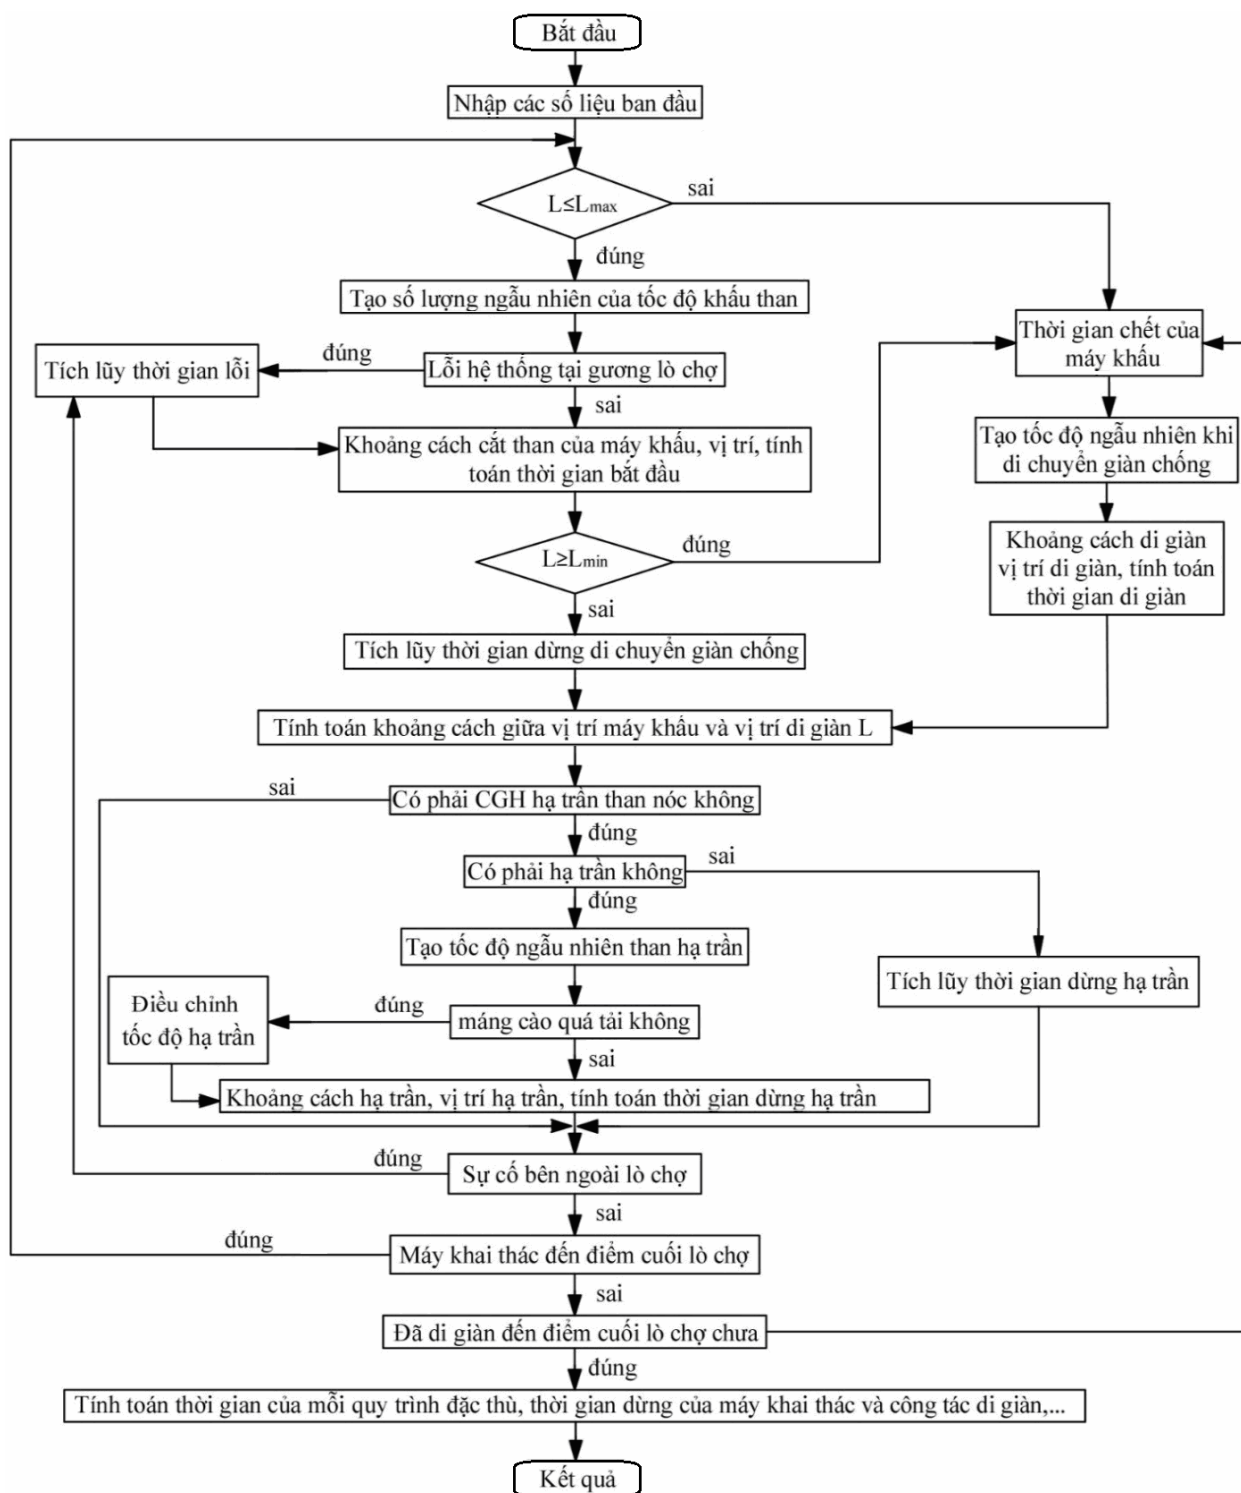 Bắt đầu
Nhập các số liệu ban đầu
L≤Lmax
sai
đúng
Tạo số lượng ngẫu nhiên của tốc độ khấu than
Thời gian chết của
máy khấu
Tích lũy thời gian lỗi
đúng
Lỗi hệ thống tại gương lò chợ
sai
Khoảng cách cắt than của máy khấu, vị trí, tính
toán thời gian bắt đầu
Tạo tốc độ ngẫu nhiên khi
di chuyển giàn chống
L≥Lmin
đúng
sai
Khoảng cách di giàn
vị trí di giàn, tính toán
thời gian di giàn
Tích lũy thời gian dừng di chuyển giàn chống
Tính toán khoảng cách giữa vị trí máy khấu và vị trí di giàn L
sai
Có phải CGH hạ trần than nóc không
đúng
Có phải hạ trần không
sai
đúng
Tạo tốc độ ngẫu nhiên than hạ trần
Tích lũy thời gian dừng hạ trần
Điều chỉnh
tốc độ hạ trần
đúng
máng cào quá tải không
sai
Khoảng cách hạ trần, vị trí hạ trần, tính toán thời gian dừng hạ trần
đúng
Sự cố bên ngoài lò chợ
sai
đúng
Máy khai thác đến điểm cuối lò chợ
sai
Đã di giàn đến điểm cuối lò chợ chưa
đúng
Tính toán thời gian của mỗi quy trình đặc thù, thời gian dừng của máy khai thác và công tác di giàn,...
Kết quả